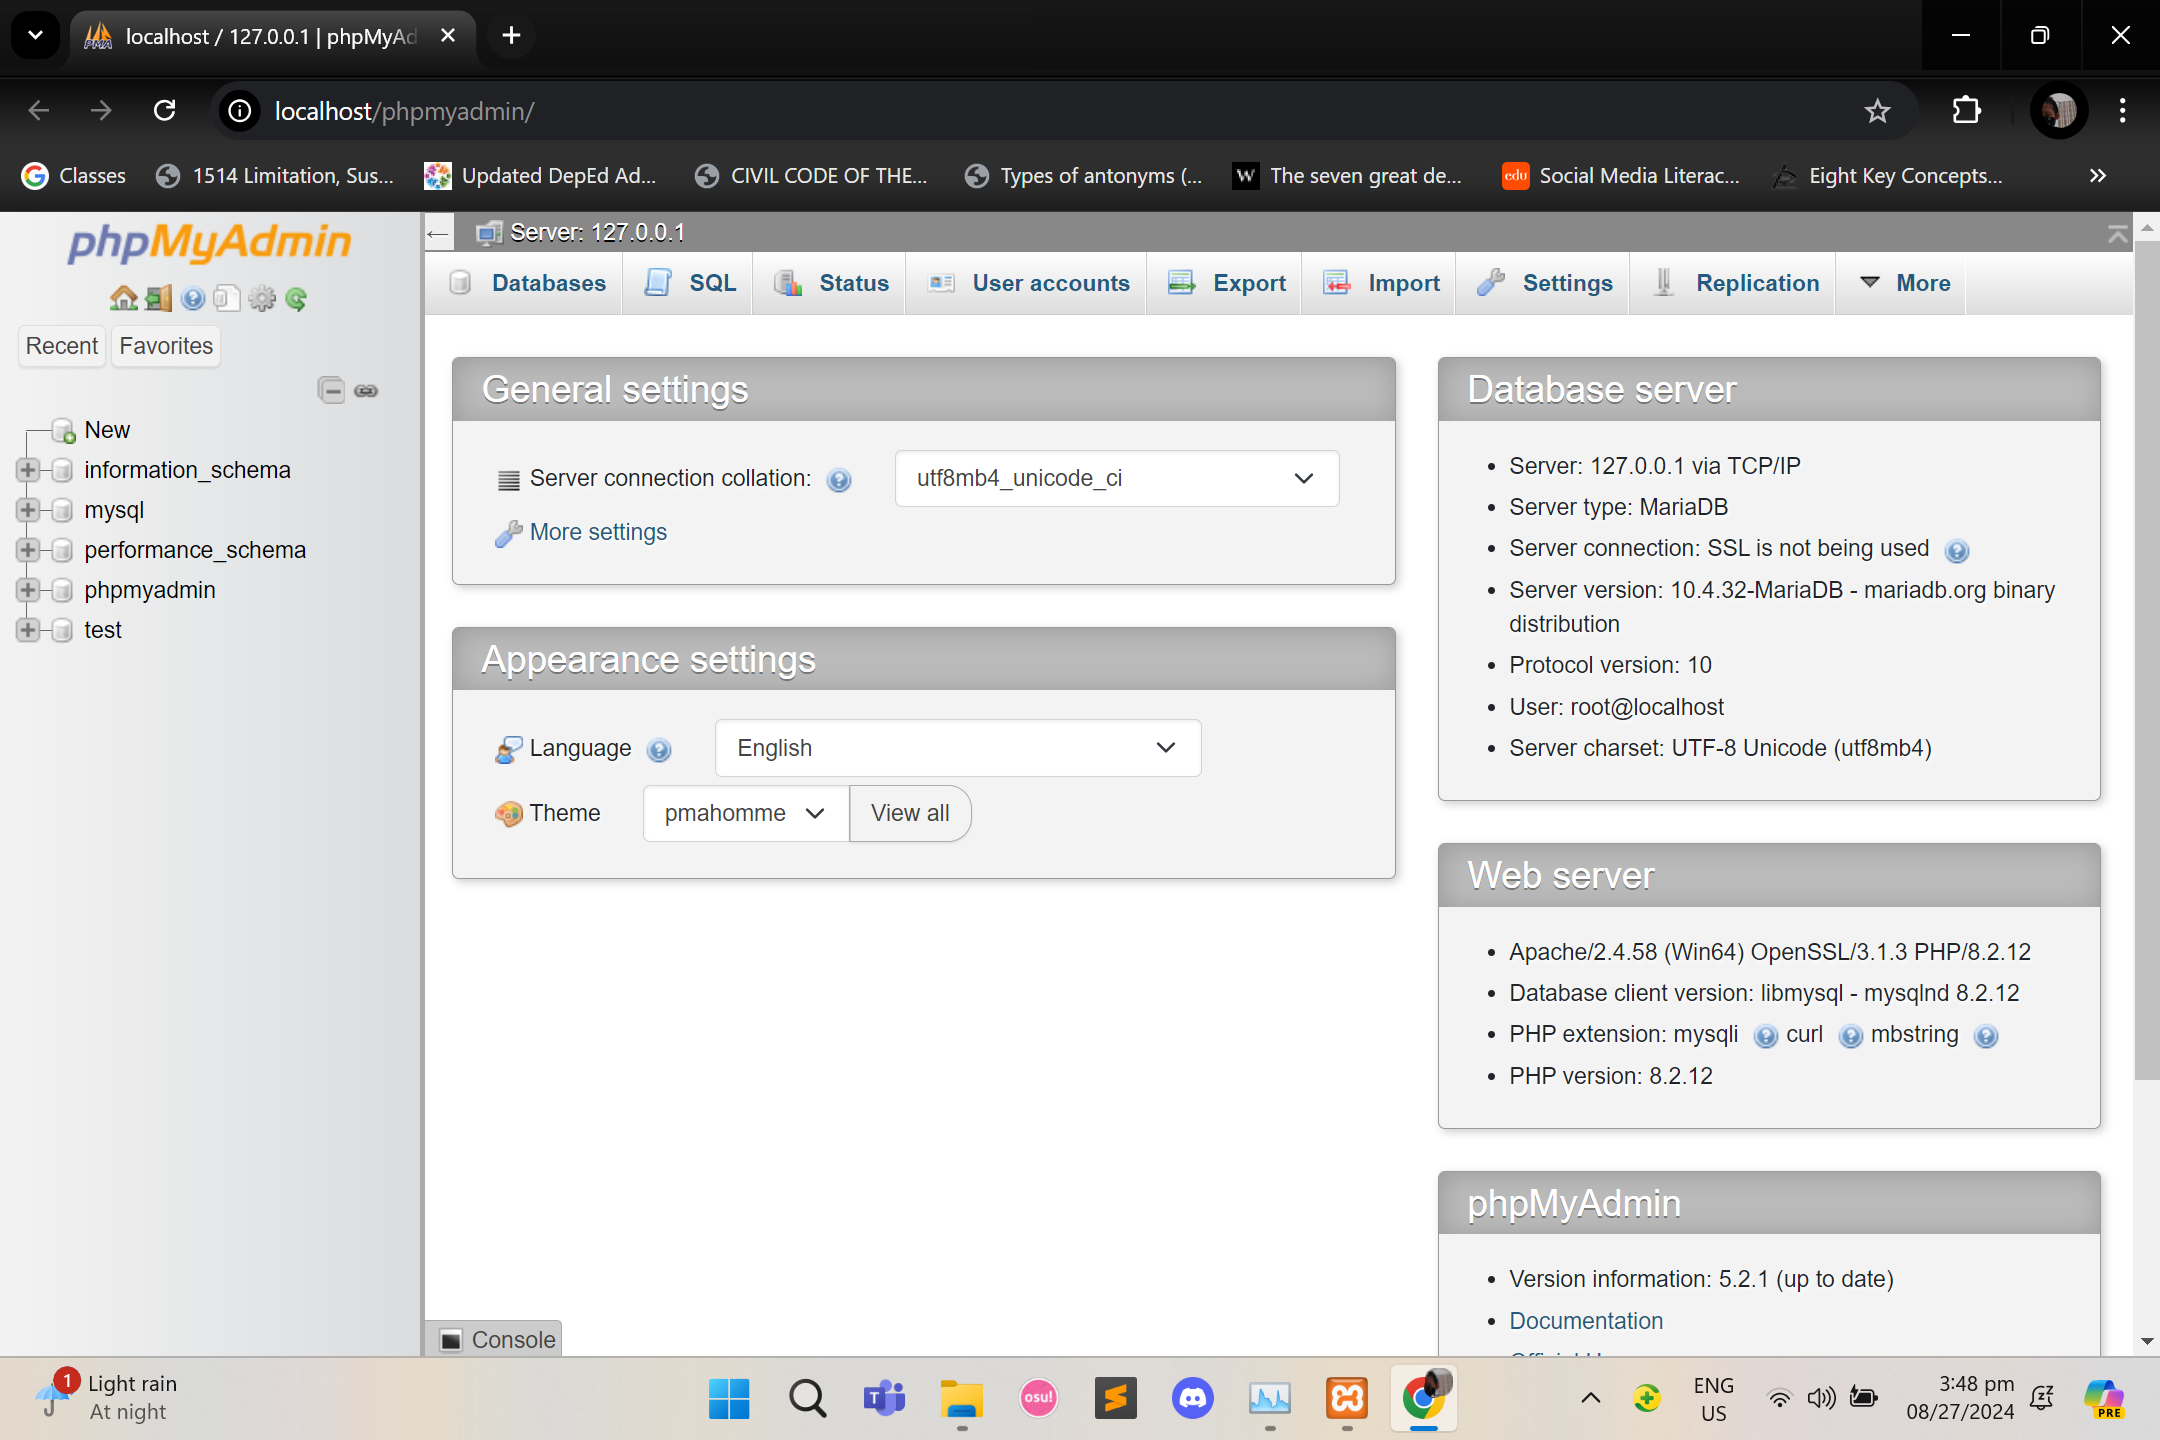 localhost / 127.0.0.1 | phpMyAd
localhost/phpmyadmin/
Classes
1514 Limitation, Sus...
Updated DepEd Ad...
CIVIL CODE OF THE...
Types of antonyms (...
The seven great de...
Social Media Literac...
Eight Key Concepts...
phpMyAdmin
Recent
Favorites
New
information_schema
mysql
performance_schema
phpmyadmin
test
Server: 127.0.0.1
Databases
SQL
Status
User accounts
Export
Import
Settings
Replication
More
General settings
Server connection collation:
utf8mb4_unicode_ci
More settings
Appearance settings
Language
English
Theme
pmahomme
View all
Database server
Server: 127.0.0.1 via TCP/IP
Server type: MariaDB
Server connection: SSL is not being used
Server version: 10.4.32-MariaDB - mariadb.org binary
distribution
Protocol version: 10
User: root@localhost
Server charset: UTF-8 Unicode (utf8mb4)
Web server
Apache/2.4.58 (Win64) OpenSSL/3.1.3 PHP/8.2.12
Database client version: libmysql - mysqlnd 8.2.12
PHP extension: mysqli curl mbstring
PHP version: 8.2.12
phpMyAdmin
Version information: 5.2.1 (up to date)
Documentation
Console
1
Light rain
At night
osu!
ENG
US
3:48 pm
08/27/2024
PRE